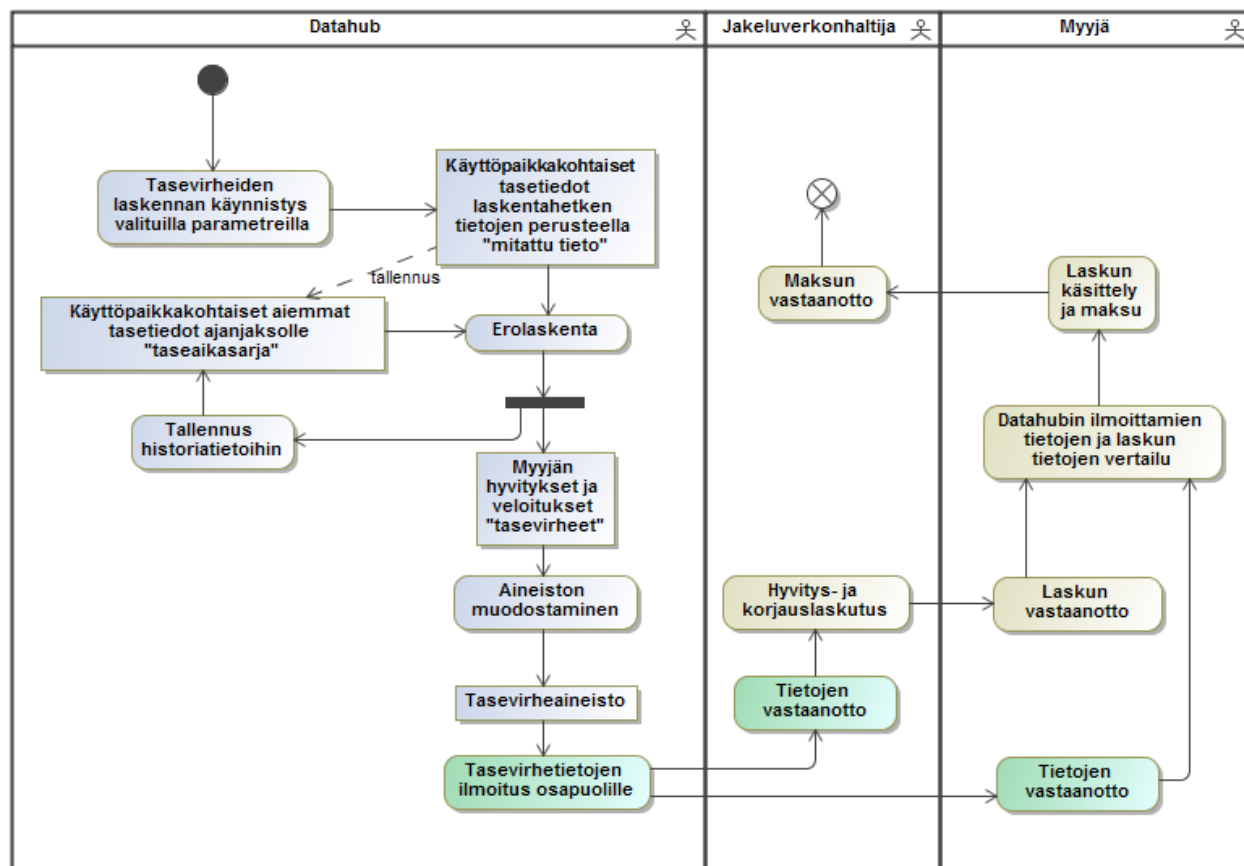 Datahub
Jakeluverkonhaltija
Myyjä
Tasevirheiden
laskennan käynnistys
valituilla parametreilla
Käyttöpaikkakohtaiset
tasetiedot
laskentahetken
tietojen perusteella
"mitattu tieto"
tallennus
Käyttöpaikkakohtaiset aiemmat
tasetiedot ajanjaksolle
"taseaikasarja"
Erolaskenta
Tallennus
historiatietoihin
Myyjän
hyvitykset ja
veloitukset
"tasevirheet"
Aineiston
muodostaminen
Tasevirheaineisto
Tasevirhetietojen
ilmoitus osapuolille
Maksun
vastaanotto
Hyvitys- ja
korjauslaskutus
Tietojen
vastaanotto
Laskun
käsittely
ja maksu
Datahubin ilmoittamien
tietojen ja laskun
tietojen vertailu
Laskun
vastaanotto
Tietojen
vastaanotto